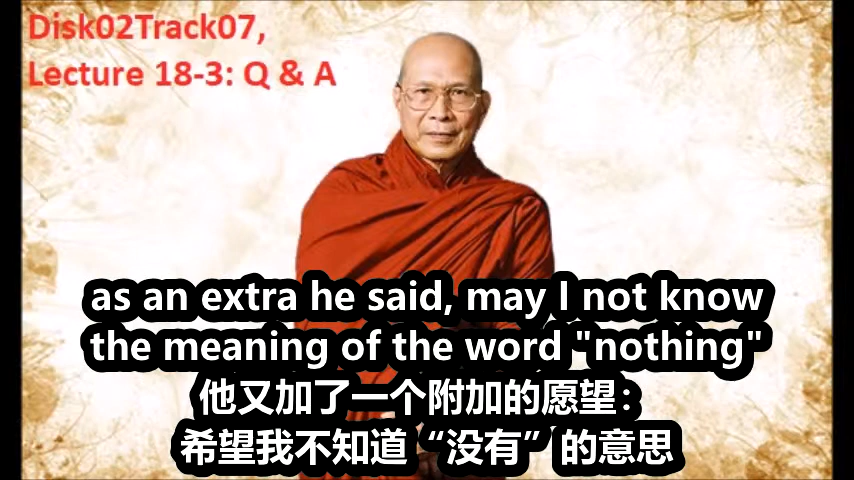 Disk02Track07,
Lecture 18-3: Q & A
as an extra he said, may I not know
the meaning of the word "nothing"
他又加了一个附加的愿望：
希望我不知道“没有”的意思